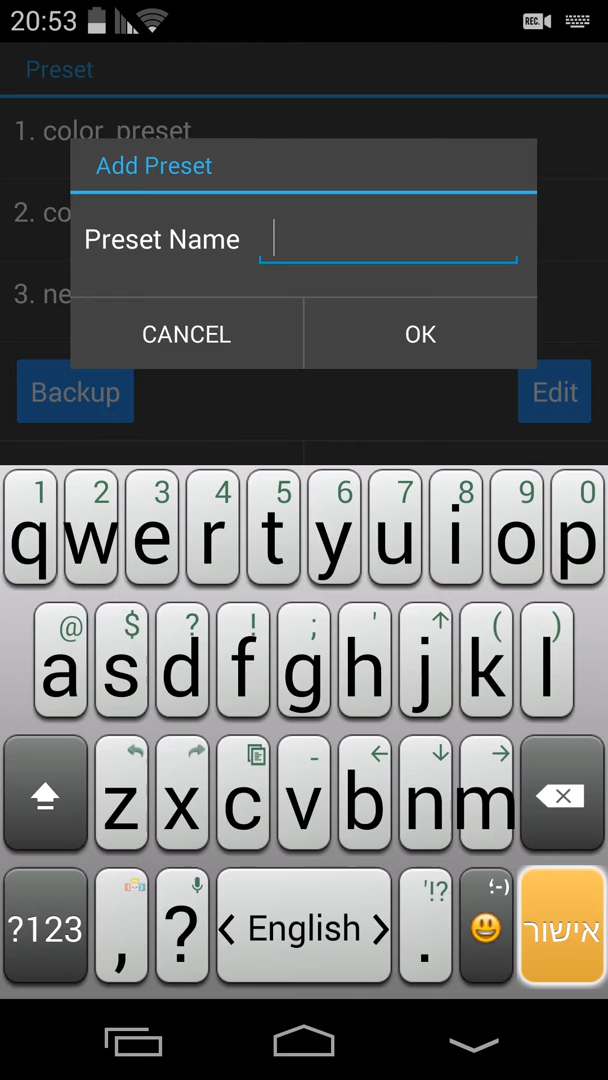 20:53 REC.
Preset
1. color_preset
Add Preset
2. co
Preset Name
3. ne
CANCEL OK
Backup Edit
1 2 3 4 5 6 7 8 9 0
q w e r t y u i o p
@ $ ? ! ; ' ↑ ( )
a s d f g h j k l
- ← ↓ →
z x c v b n m
'!? :-)
?123 , ? < English > . אישור